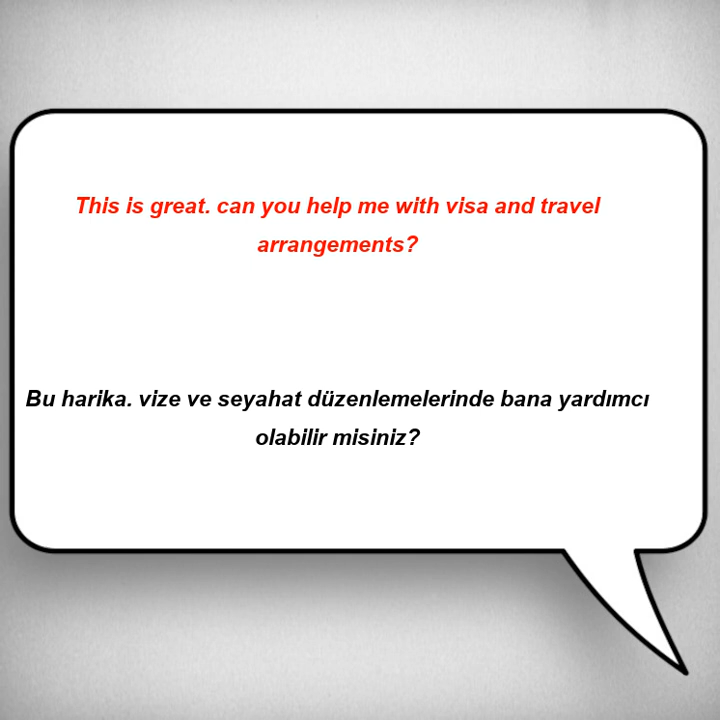 This is great. can you help me with visa and travel
arrangements?
Bu harika. vize ve seyahat düzenlemelerinde bana yardımcı
olabilir misiniz?